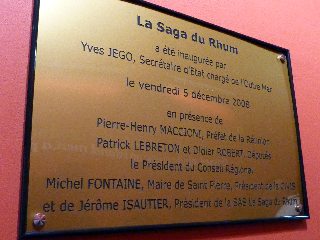 La Saga du Rhum
a été inaugurée par
Yves JEGO, Secrétaire d'Etat chargé de l'Outre Mer
le vendredi 5 décembre 2008
en présence de
Pierre-Henry MACCIONI, Préfet de la Réunion
Patrick LEBRETON et Didier ROBERT, Députés
le Président du Conseil Régional
Michel FONTAINE, Maire de Saint Pierre, Président de la CIVIS
et de Jérôme ISAUTIER, Président de la SAS La Saga du Rhum